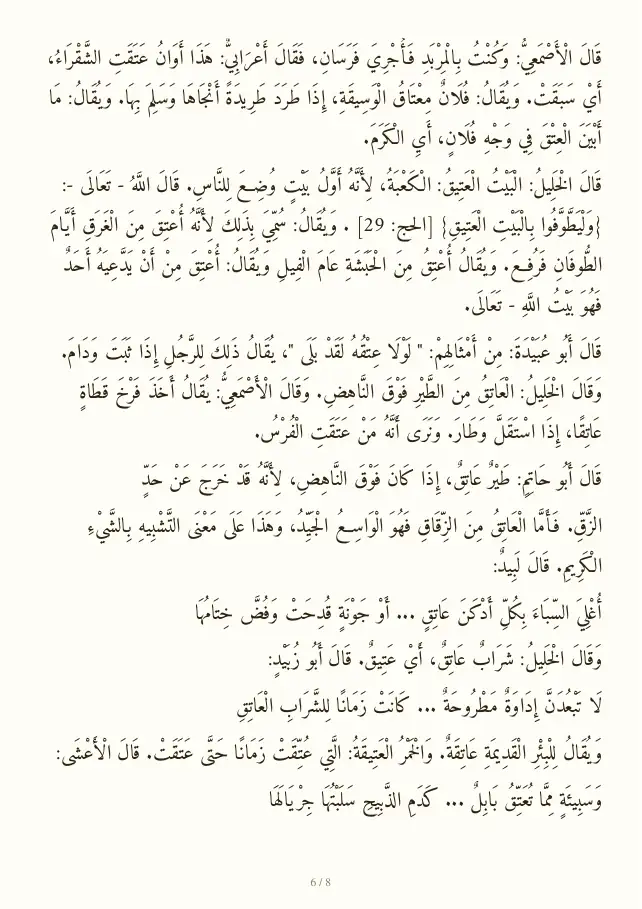 قَالَ الْأَصْمَعِيُّ: وَكُنْتُ بِالْمِرْبَدِ فَأُجْرِيَ فَرَسَانِ، فَقَالَ أَعْرَابِيٌّ: هَذَا أَوَانُ عَتَقَتِ الشَّقْرَاءُ،
أَيْ سَبَقَتْ. وَيُقَالُ: فُلَانٌ مِعْتَاقُ الْوَسِيقَةِ، إِذَا طَرَدَ طَرِيدَةً أَنْجَاهَا وَسَلِمَ بِهَا. وَيُقَالُ: مَا
أَبْيَنَ الْعِتْقَ فِي وَجْهِ فُلَانٍ، أَيِ الْكَرَمَ.
قَالَ الْخَلِيلُ: الْبَيْتُ الْعَتِيقُ: الْكَعْبَةُ، لِأَنَّهُ أَوَّلُ بَيْتٍ وُضِعَ لِلنَّاسِ. قَالَ اللَّهُ - تَعَالَى -:
{وَلْيَطَّوَّفُوا بِالْبَيْتِ الْعَتِيقِ} [الحج: 29] . وَيُقَالُ: سُمِّيَ بِذَلِكَ لِأَنَّهُ أُعْتِقَ مِنَ الْغَرَقِ أَيَّامَ
الطُّوفَانِ فَرُفِعَ. وَيُقَالُ أُعْتِقُ مِنَ الْحَبَشَةِ عَامَ الْفِيلِ وَيُقَالُ: أُعْتِقَ مِنْ أَنْ يَدَّعِيَهُ أَحَدٌ
فَهُوَ بَيْتُ اللَّهِ - تَعَالَى.
قَالَ أَبُو عُبَيْدَةَ: مِنْ أَمْثَالِهِمْ: " لَوْلَا عِتْقُهُ لَقَدْ بَلَى "، يُقَالُ ذَلِكَ لِلرَّجُلِ إِذَا ثَبَتَ وَدَامَ.
وَقَالَ الْخَلِيلُ: الْعَاتِقُ مِنَ الطَّيْرِ فَوْقَ النَّاهِضِ. وَقَالَ الْأَصْمَعِيُّ: يُقَالُ أَخَذَ فَرْخَ قَطَاةٍ
عَاتِقًا، إِذَا اسْتَقَلَّ وَطَارَ. وَنَرَى أَنَّهُ مَنْ عَتَقَتِ الْفُرْسُ.
قَالَ أَبُو حَاتِمٍ: طَيْرٌ عَاتِقٌ، إِذَا كَانَ فَوْقَ النَّاهِضِ، لِأَنَّهُ قَدْ خَرَجَ عَنْ حَدِّ
الزَّقِّ. فَأَمَّا الْعَاتِقُ مِنَ الزِّقَاقِ فَهُوَ الْوَاسِعُ الْجَيِّدُ، وَهَذَا عَلَى مَعْنَى التَّشْبِيهِ بِالشَّيْءِ
الْكَرِيمِ. قَالَ لَبِيدٌ:
أُغْلِيَ السِّبَاءَ بِكُلِّ أَدْكَنَ عَاتِقٍ ... أَوْ جَوْنَةٍ قُدِحَتْ وَفُضَّ خِتَامُهَا
وَقَالَ الْخَلِيلُ: شَرَابٌ عَاتِقٌ، أَيْ عَتِيقٌ. قَالَ أَبُو زُبَيْدٍ:
لَا تَبْعُدَنَّ إِدَاوَةٌ مَطْرُوحَةٌ ... كَانَتْ زَمَانًا لِلشَّرَابِ الْعَاتِقِ
وَيُقَالُ لِلْبِئْرِ الْقَدِيمَةِ عَاتِقَةٌ. وَالْخَمْرُ الْعَتِيقَةُ: الَّتِي عُتِّقَتْ زَمَانًا حَتَّى عَتَقَتْ. قَالَ الْأَعْشَى:
وَسَبِيئَةٍ مِمَّا تُعَتِّقُ بَابِلٌ ... كَدَمِ الذَّبِيحِ سَلَبْتُهَا جِرْيَالَهَا
6 / 8